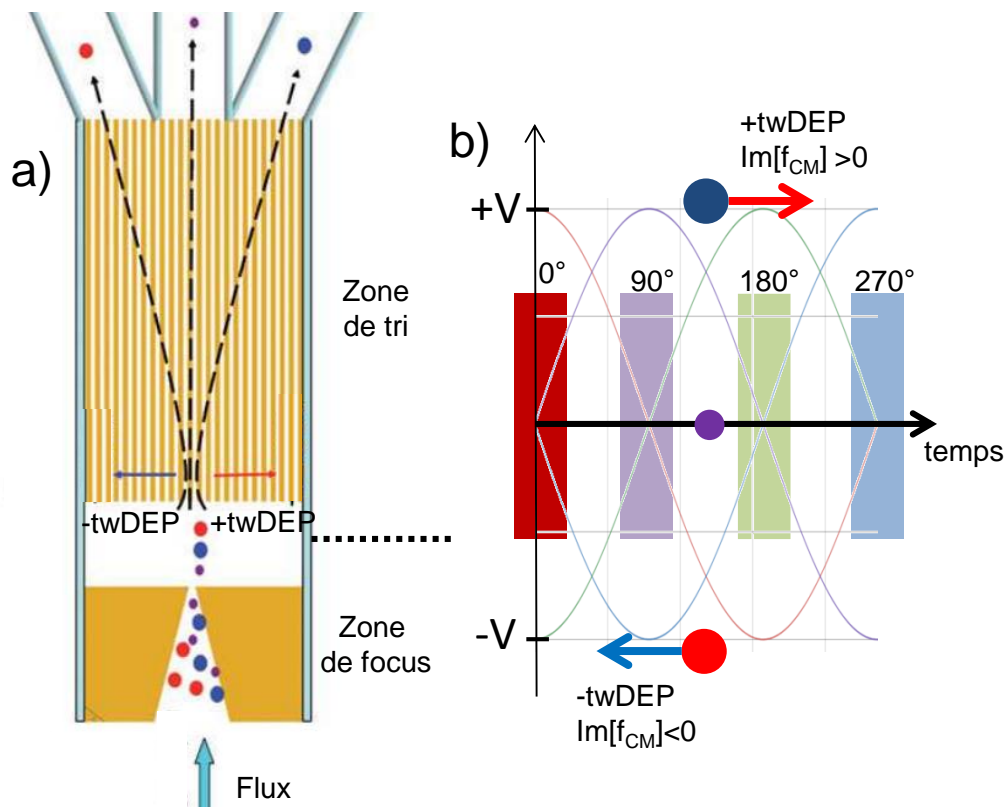 a)
Zone
de tri
-twDEP
+twDEP
Zone
de focus
Flux
b)
+twDEP
Im[fCM] >0
+V
0°
90°
180°
270°
temps
-V
-twDEP
Im[fCM]<0